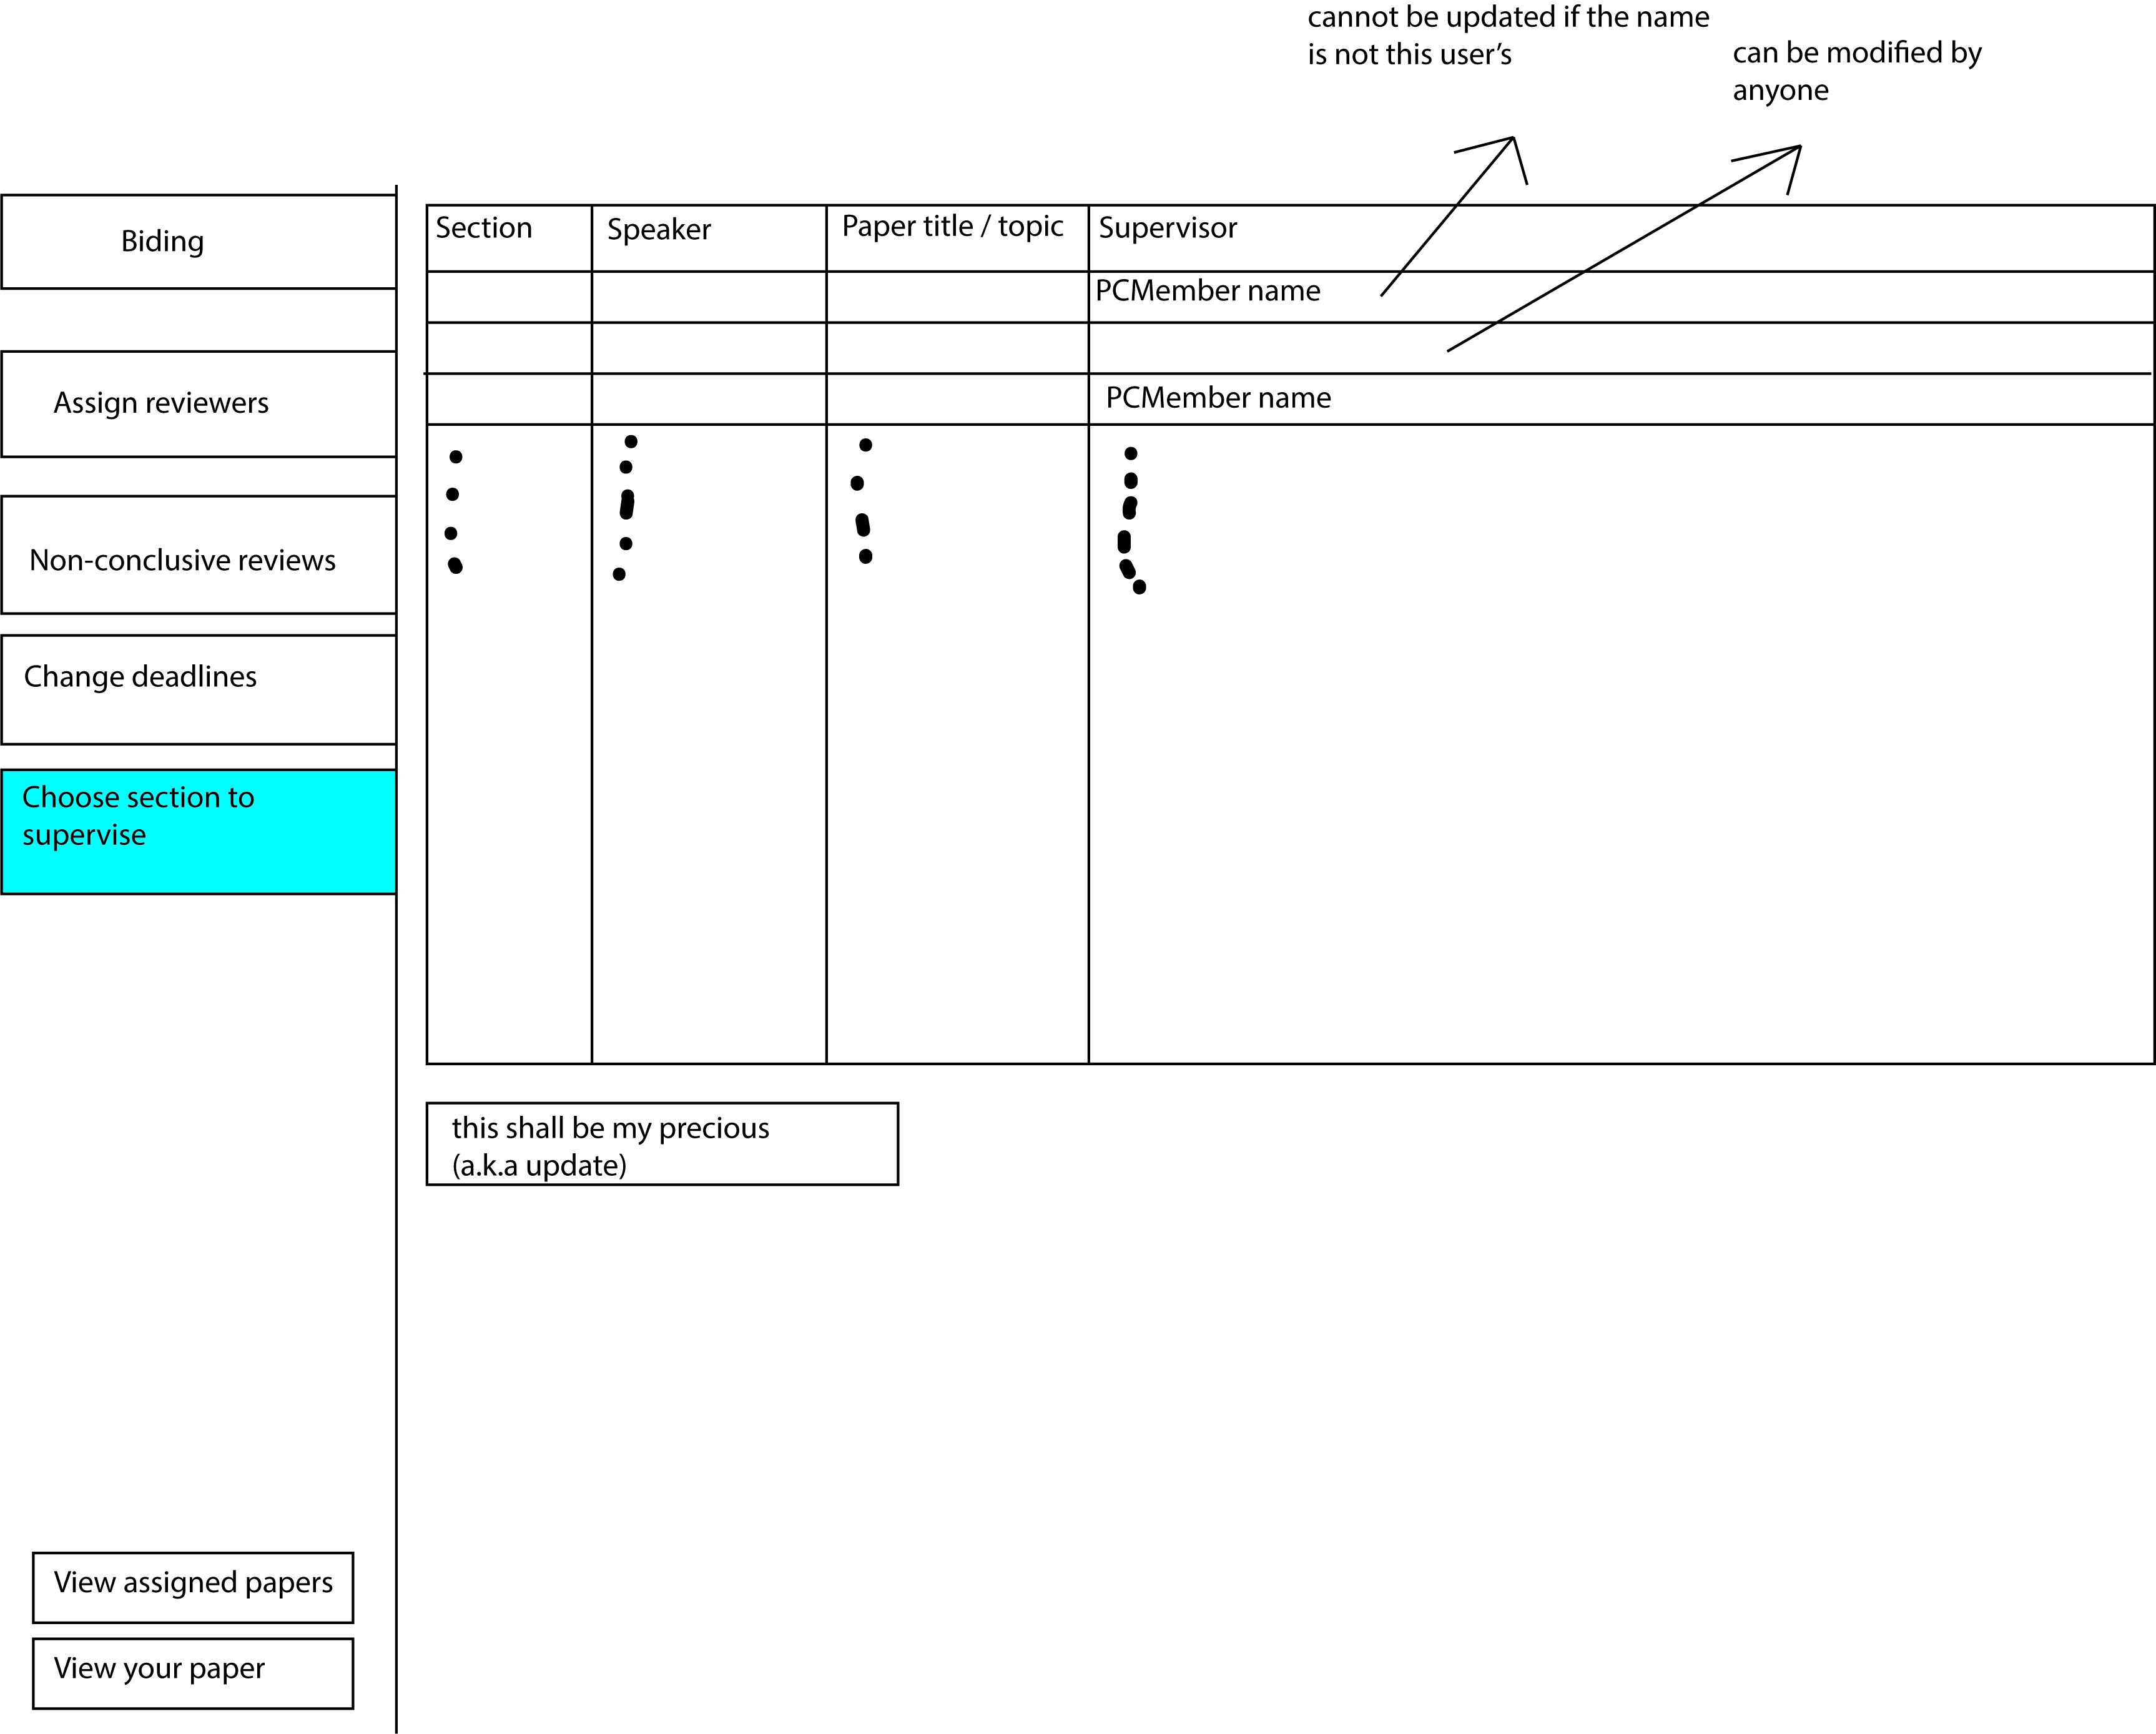 cannot be updated if the name
is not this user's
can be modified by
anyone
Biding
Assign reviewers
Non-conclusive reviews
Change deadlines
Choose section to
supervise
View assigned papers
View your paper
Section Speaker Paper title / topic Supervisor
PCMember name
PCMember name
this shall be my precious
(a.k.a update)